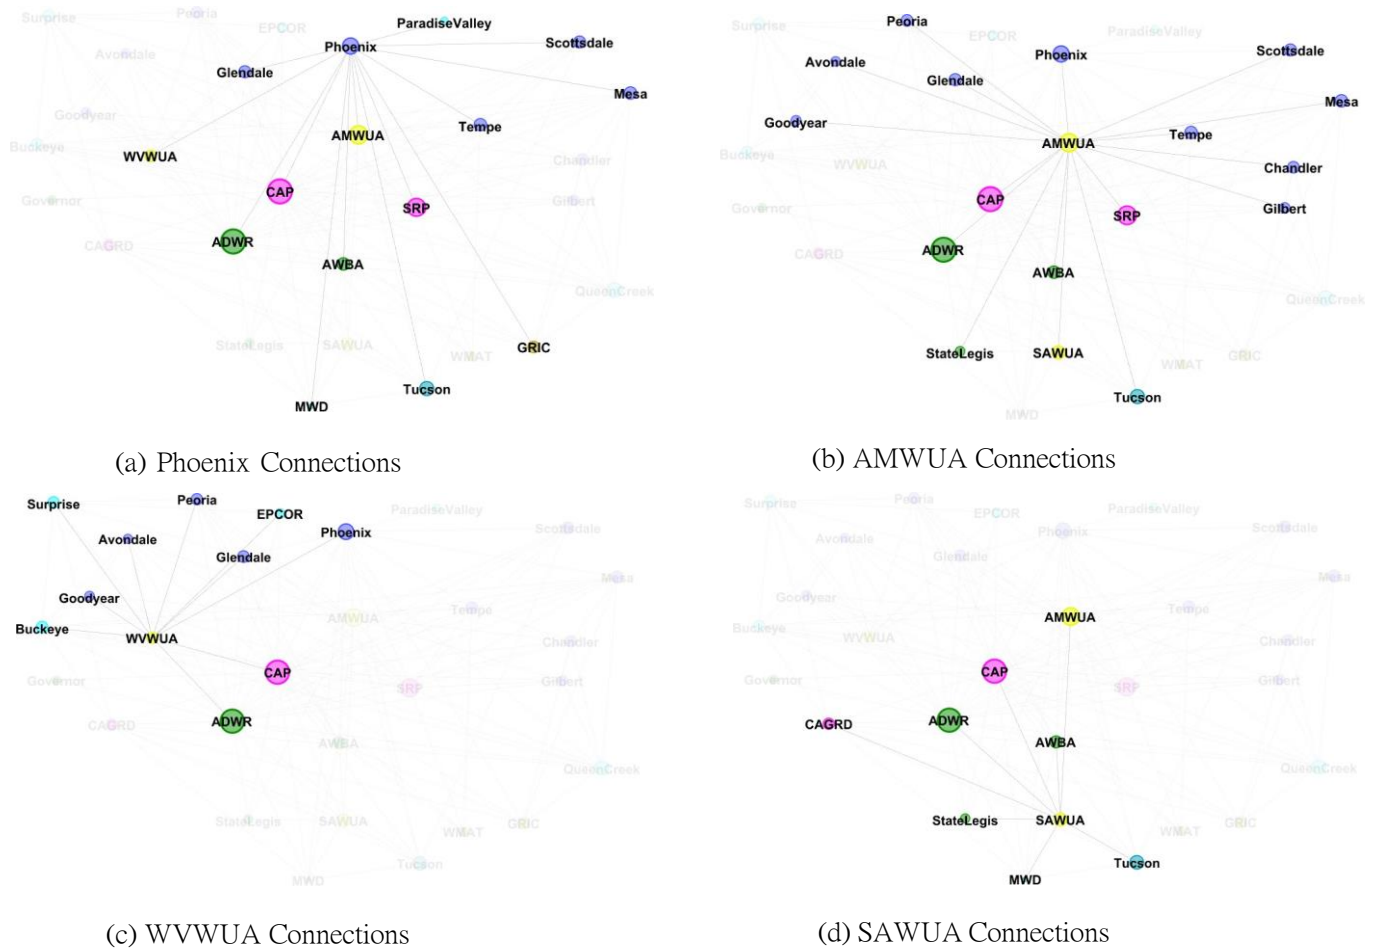 Surprise
Peoria
EPCOR
ParadiseValley
Phoenix
Scottsdale
Avondale
Glendale
Mesa
Goodyear
Tempe
AMWUA
Buckeye
WVWUA
Chandler
CAP
Governor
SRP
Gilbert
ADWR
CAGRD
AWBA
QueenCreek
StateLegis
SAWUA
GRIC
WMAT
Tucson
MWD
(a) Phoenix Connections
Surprise
Peoria
EPCOR
ParadiseValley
Phoenix
Scottsdale
Avondale
Glendale
Mesa
Goodyear
Tempe
AMWUA
Buckeye
WVWUA
Chandler
CAP
Governor
SRP
Gilbert
ADWR
CAGRD
AWBA
QueenCreek
StateLegis
SAWUA
GRIC
WMAT
Tucson
MWD
(b) AMWUA Connections
Surprise
Peoria
EPCOR
ParadiseValley
Phoenix
Scottsdale
Avondale
Glendale
Mesa
Goodyear
Tempe
AMWUA
Buckeye
WVWUA
Chandler
CAP
Governor
SRP
Gilbert
ADWR
CAGRD
AWBA
QueenCreek
StateLegis
SAWUA
GRIC
WMAT
Tucson
MWD
(c) WVWUA Connections
Surprise
Peoria
EPCOR
ParadiseValley
Phoenix
Scottsdale
Avondale
Glendale
Mesa
Goodyear
Tempe
AMWUA
Buckeye
WVWUA
Chandler
CAP
Governor
SRP
Gilbert
ADWR
CAGRD
AWBA
QueenCreek
StateLegis
SAWUA
GRIC
WMAT
Tucson
MWD
(d) SAWUA Connections